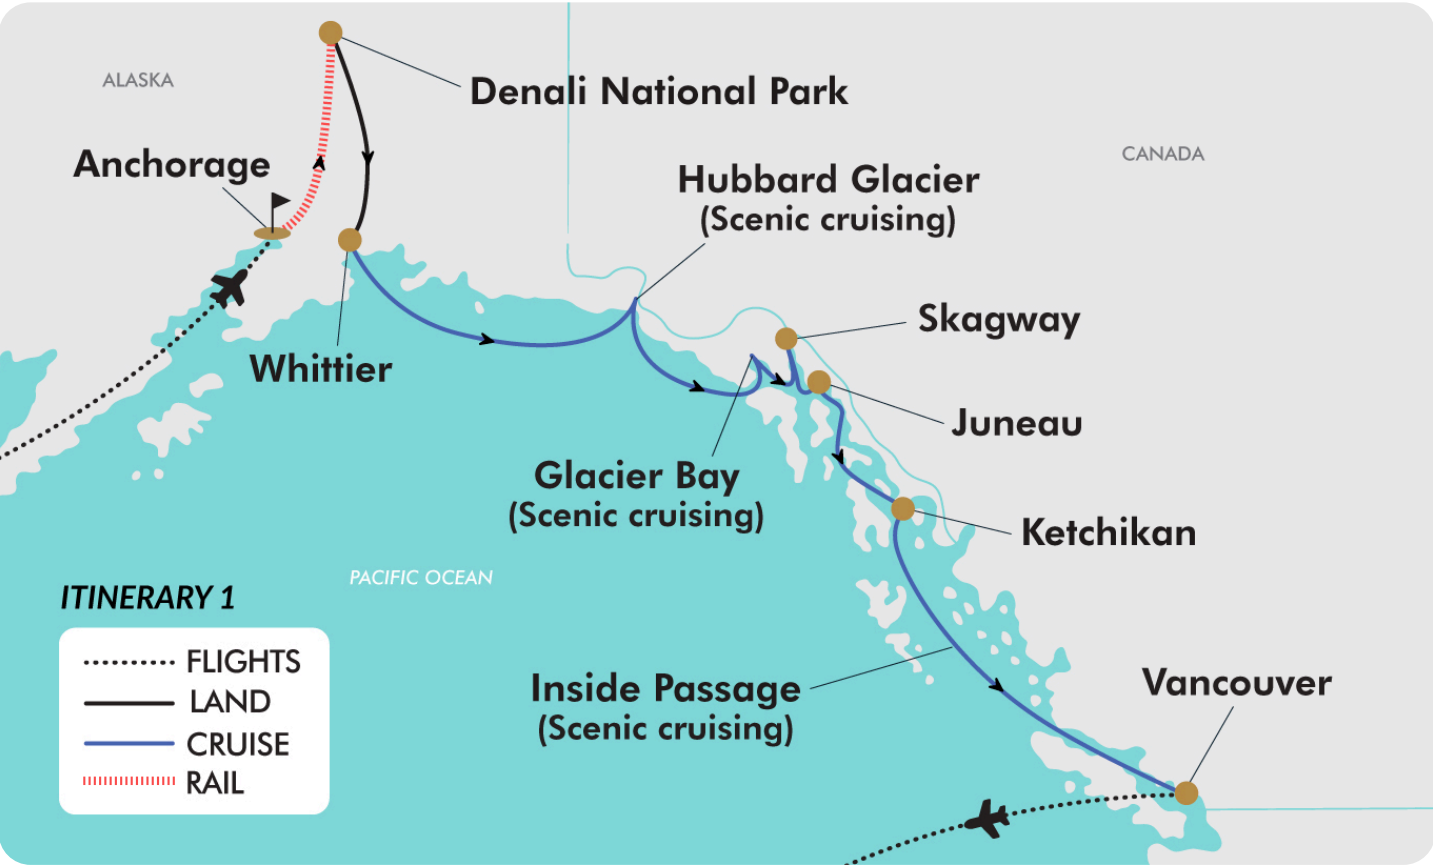 ALASKA
Denali National Park
CANADA
Anchorage
Hubbard Glacier
(Scenic cruising)
Skagway
Whittier
Juneau
Glacier Bay
(Scenic cruising)
Ketchikan
PACIFIC OCEAN
ITINERARY 1
FLIGHTS
LAND
CRUISE
RAIL
Inside Passage
(Scenic cruising)
Vancouver